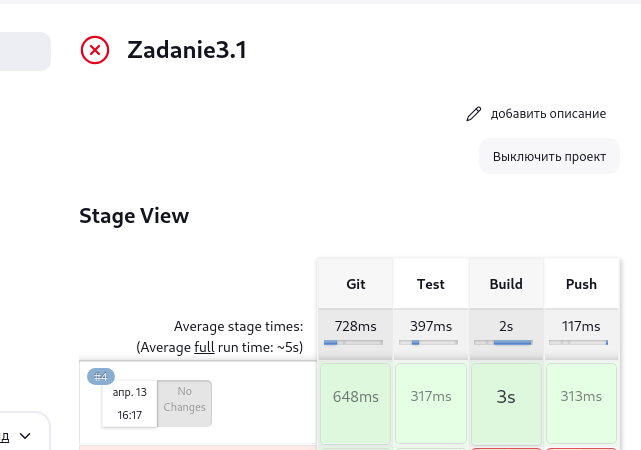 Zadanie3.1
добавить описание
Выключить проект
Stage View
Git Test Build Push
Average stage times: 728ms 397ms 2s 117ms
(Average full run time: ~5s)
#4
апр. 13 No
Changes
16:17
648ms 317ms 3s 313ms